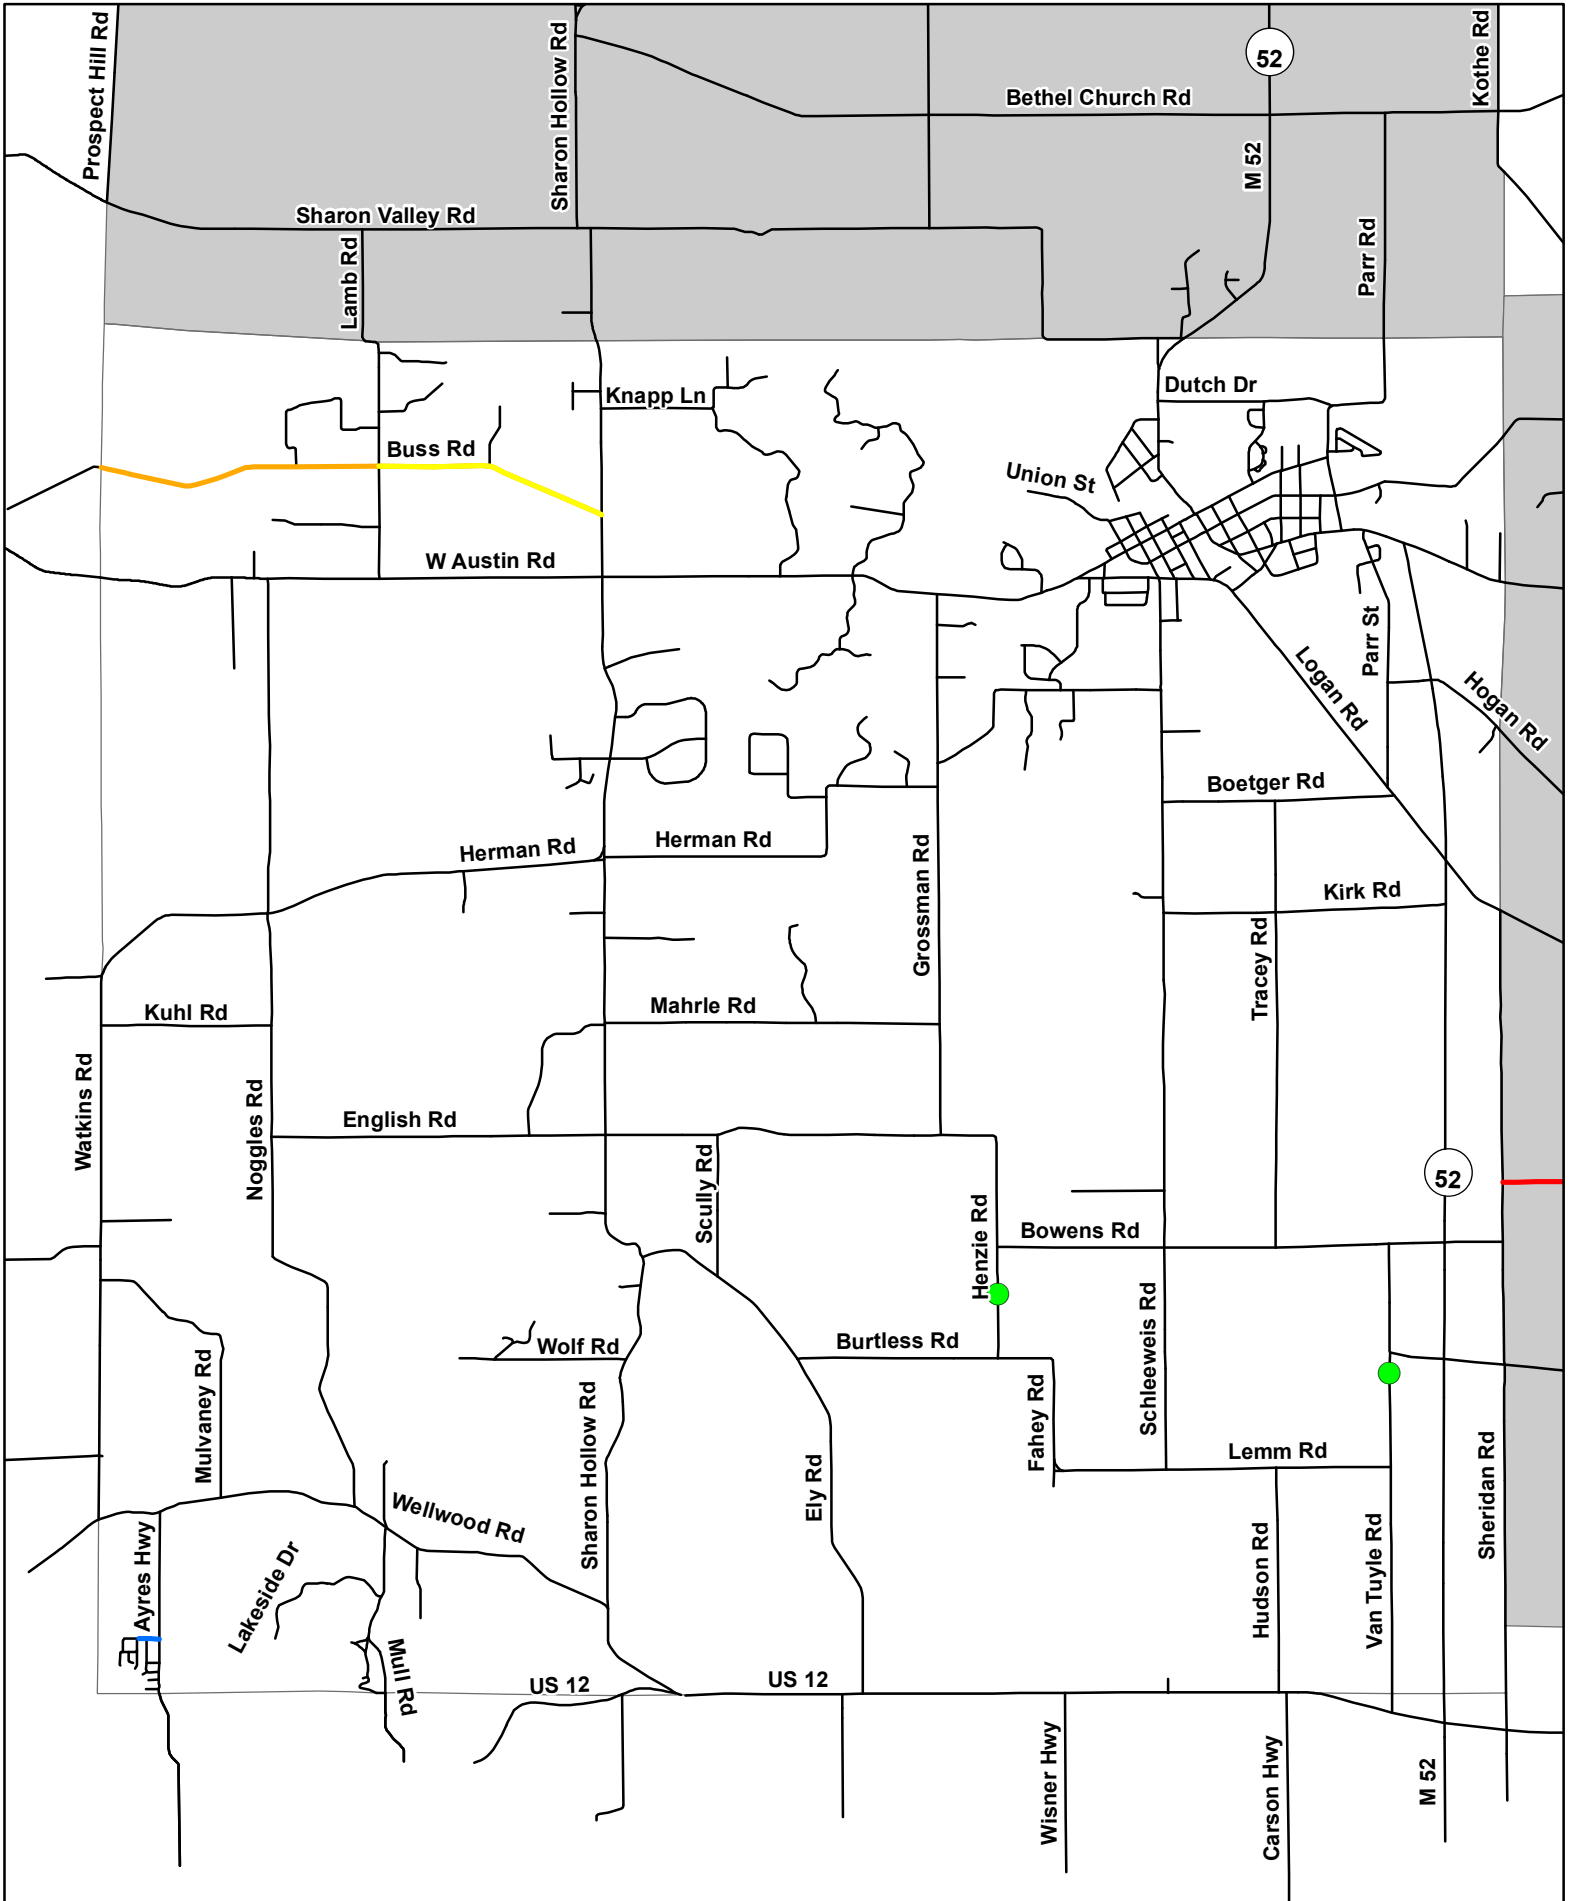 Prospect Hill Rd
Sharon Hollow Rd
52
Kothe Rd
Bethel Church Rd
M 52
Sharon Valley Rd
Lamb Rd
Parr Rd
Knapp Ln
Dutch Dr
Buss Rd
Union St
W Austin Rd
Parr St
Logan Rd
Hogan Rd
Boetger Rd
Herman Rd
Herman Rd
Grossman Rd
Kirk Rd
Tracey Rd
Kuhl Rd
Mahrle Rd
Watkins Rd
Noggles Rd
English Rd
Scully Rd
52
Henzie Rd
Bowens Rd
Schleeweis Rd
Wolf Rd
Burtless Rd
Mulvaney Rd
Sharon Hollow Rd
Fahey Rd
Lemm Rd
Ely Rd
Sheridan Rd
Wellwood Rd
Ayres Hwy
Lakeside Dr
Hudson Rd
Van Tuyle Rd
Mull Rd
US 12
US 12
Wisner Hwy
Carson Hwy
M 52